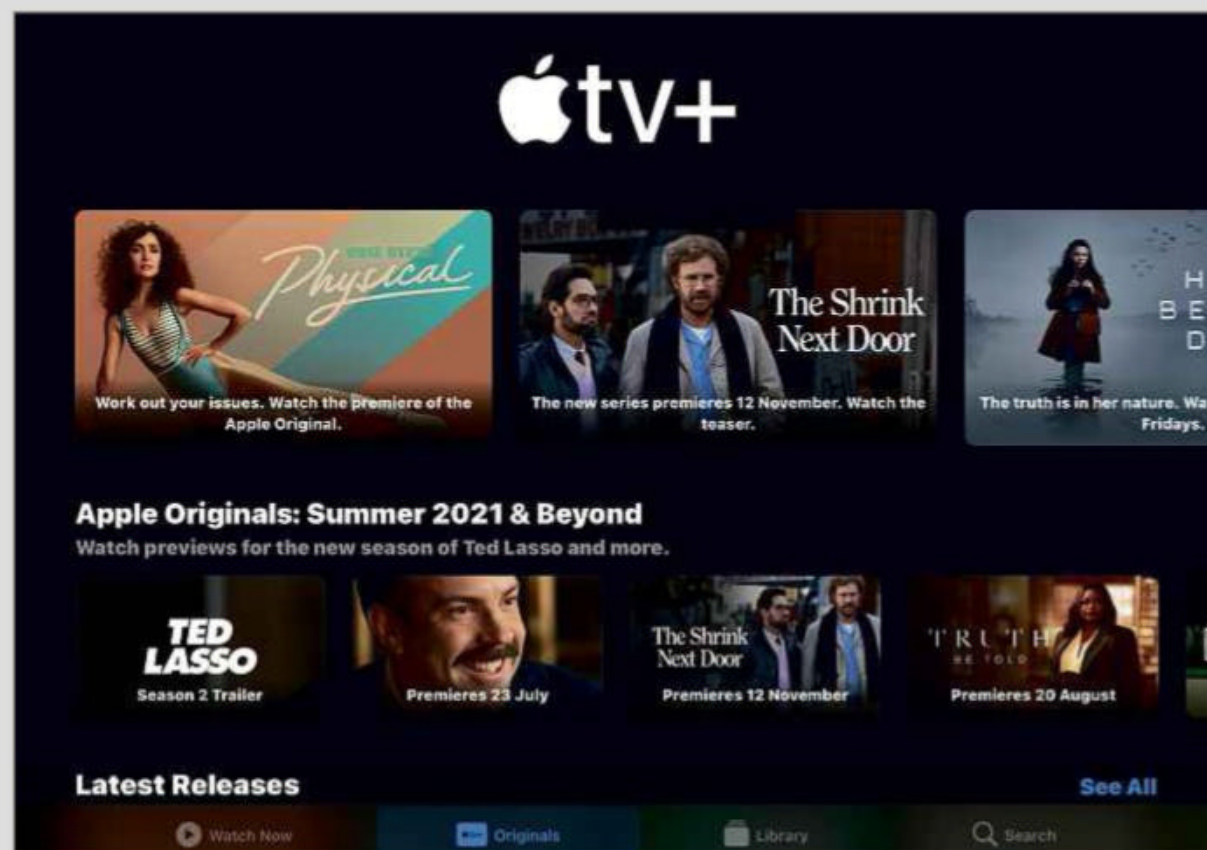 tv+
Physical
The Shrink
Next Door
H
B E
D
Work out your issues. Watch the premiere of the
Apple Original.
The new series premieres 12 November. Watch the
teaser.
The truth is in her nature. Wa
Fridays.
Apple Originals: Summer 2021 & Beyond
Watch previews for the new season of Ted Lasso and more.
TED
LASSO
Season 2 Trailer
Premieres 23 July
The Shrink
Next Door
Premieres 12 November
TRUTH
BE TOLD
Premieres 20 August
Latest Releases
See All
Watch Now
Originals
Library
Search